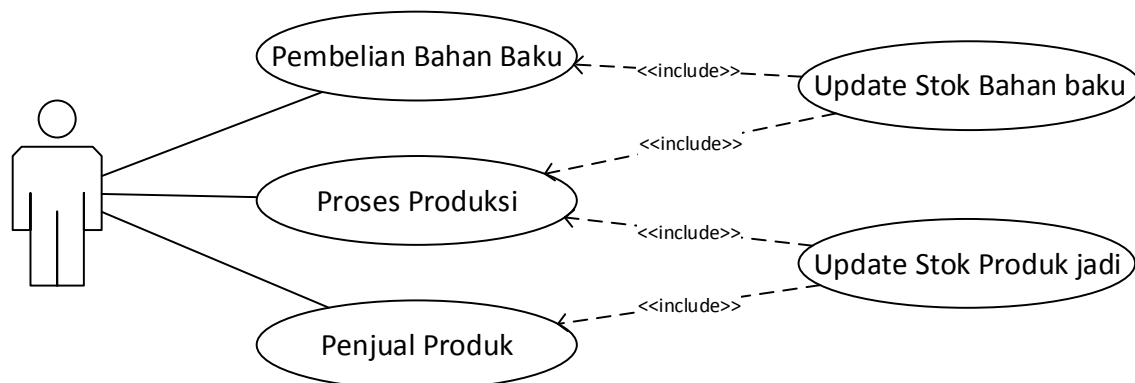 Pembelian Bahan Baku
<<include>>
Update Stok Bahan baku
<<include>>
Proses Produksi
<<include>>
Update Stok Produk jadi
<<include>>
Penjual Produk